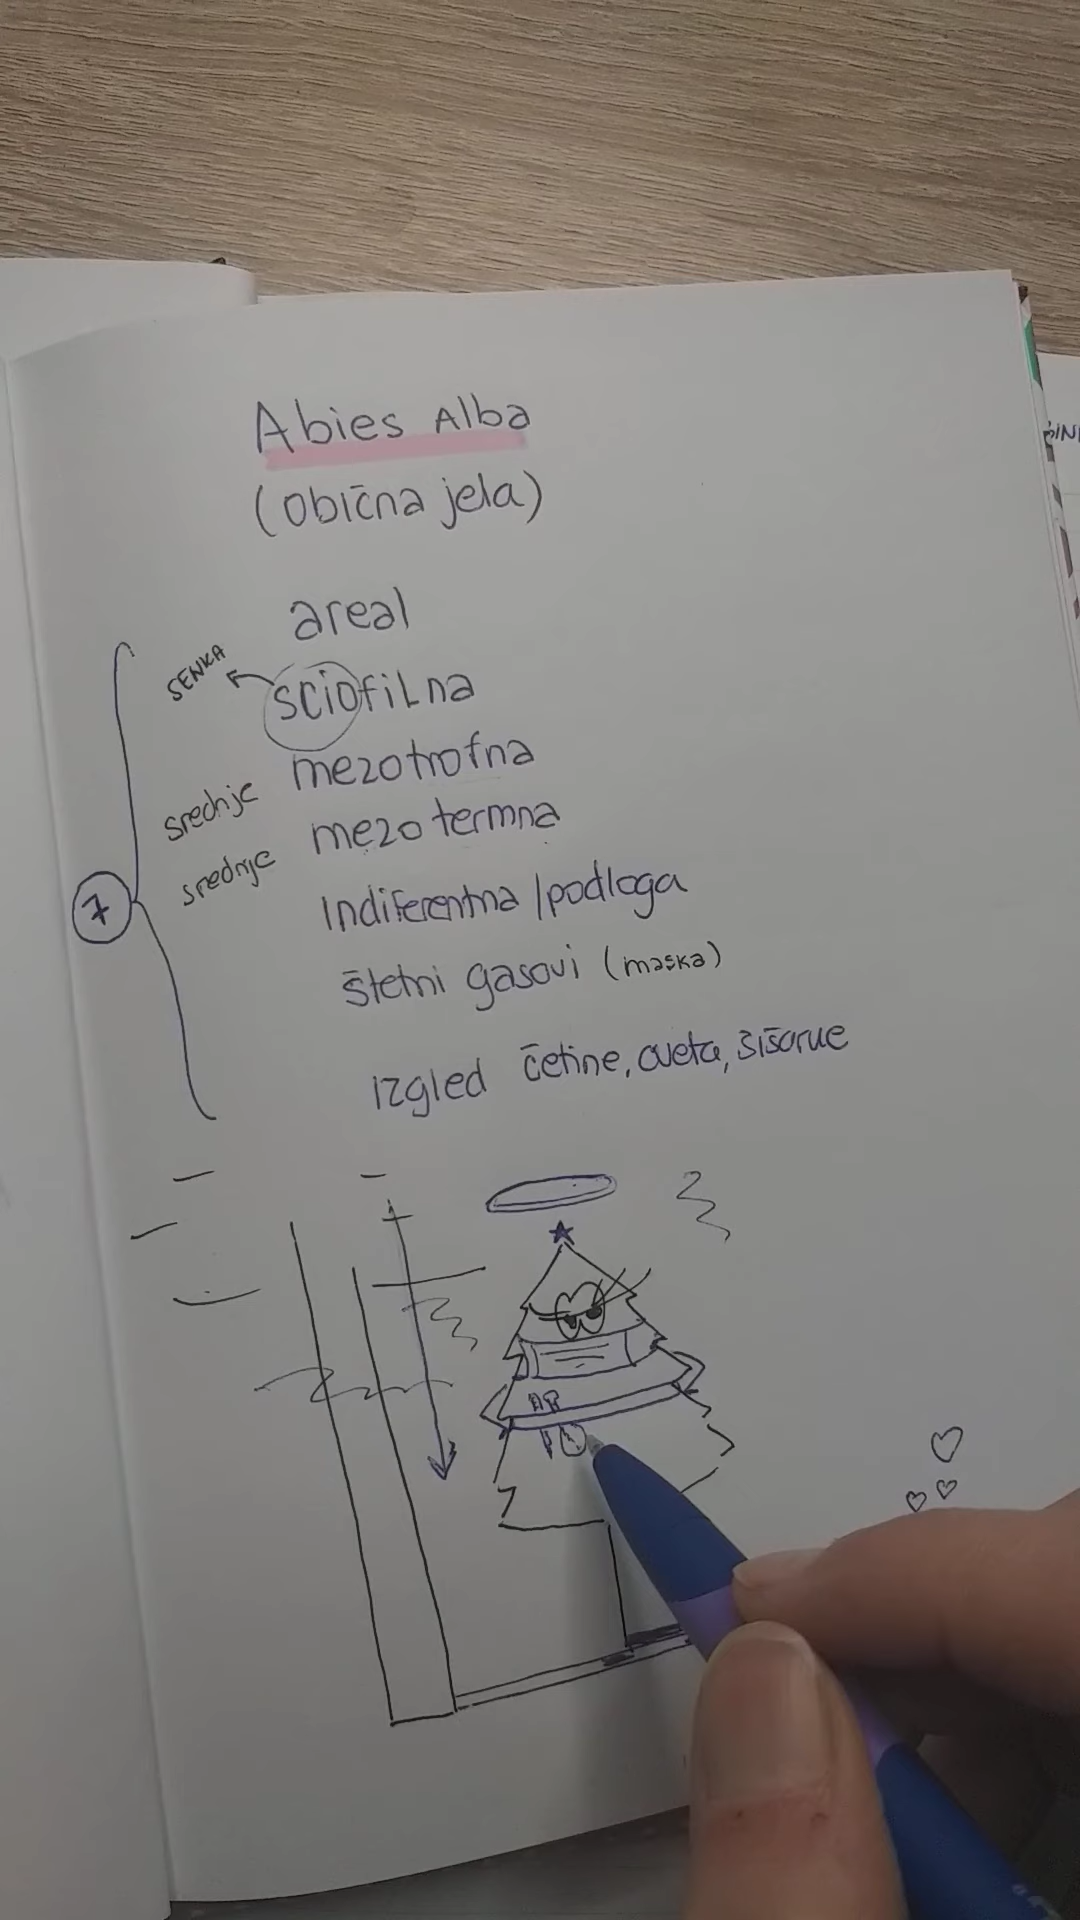 Abies Alba
(obična jela)
areal
SENKA
sciofilna
srednje mezotrofna
srednje mezotermna
Indiferentna / podloga
štetni gasovi (maska)
izgled četine, cveta, šišarve
7